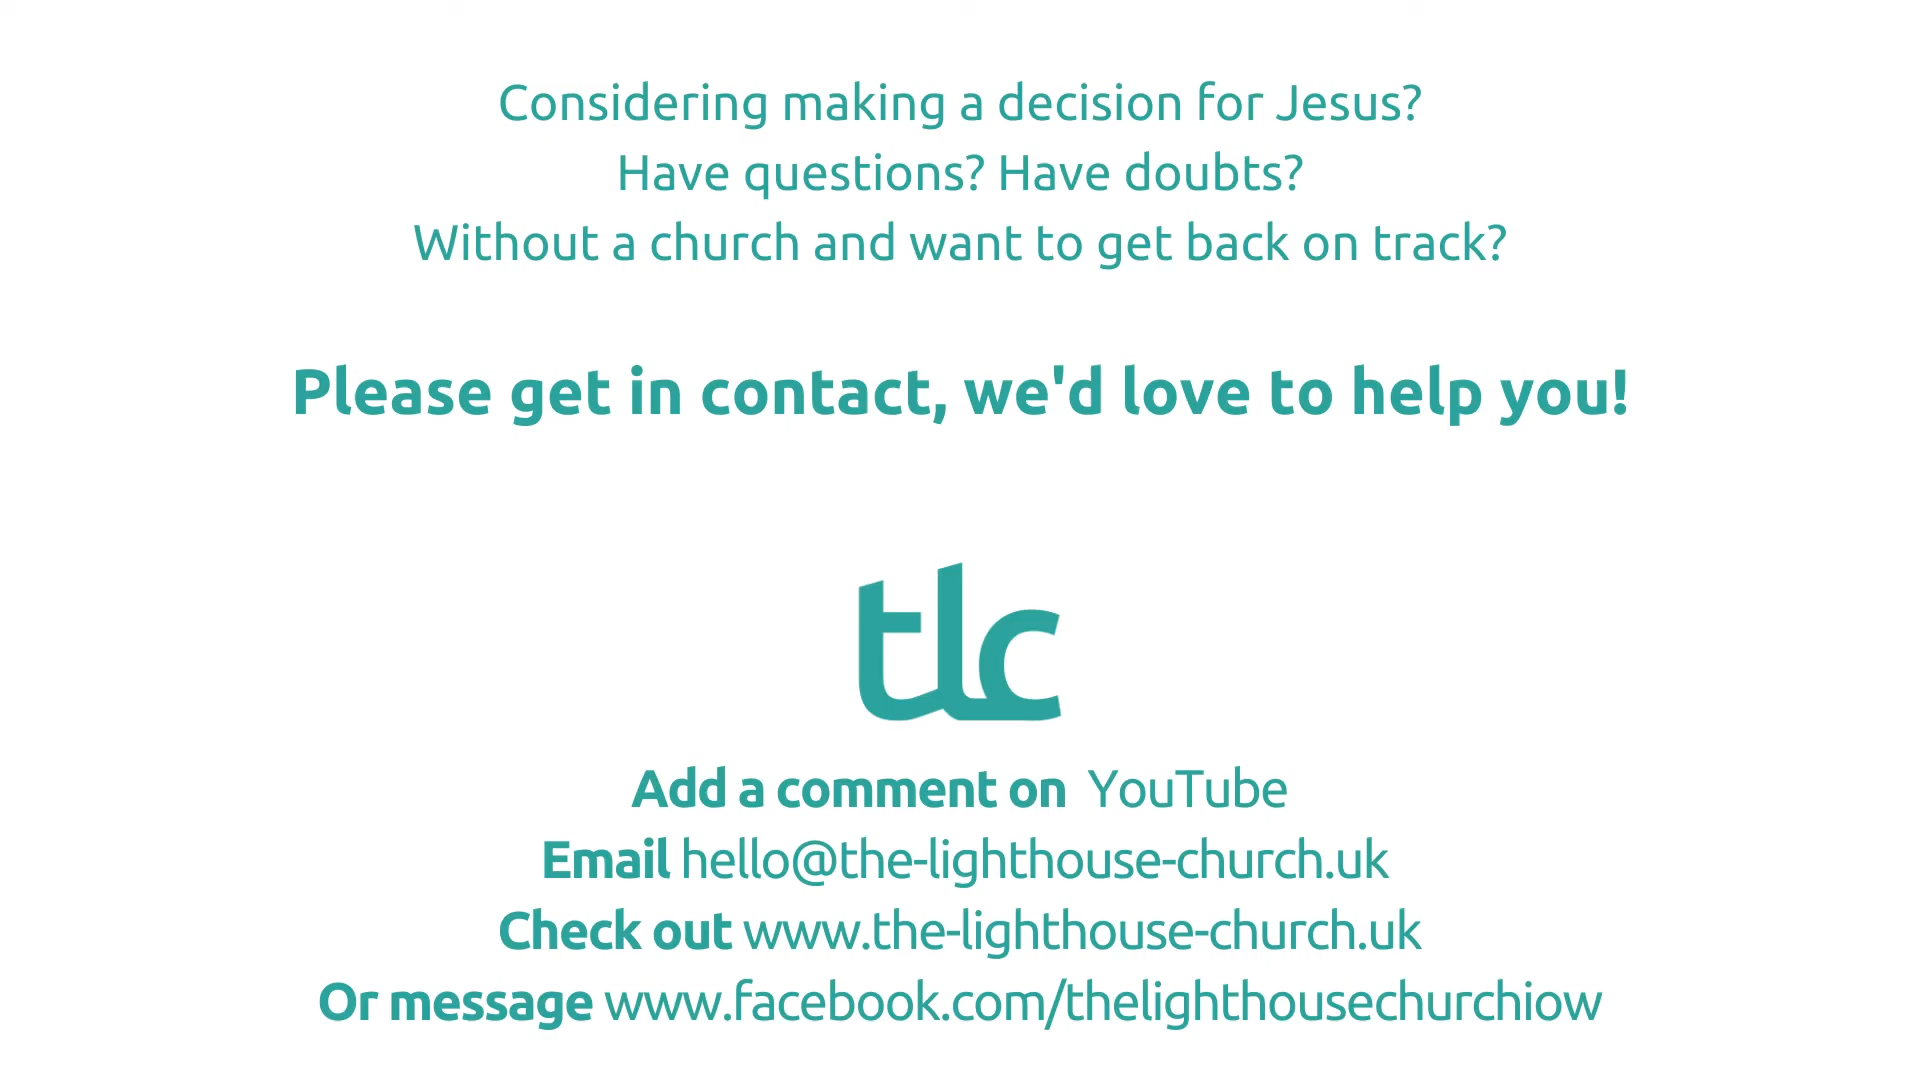 Considering making a decision for Jesus?
Have questions? Have doubts?
Without a church and want to get back on track?
Please get in contact, we'd love to help you!
tlc
Add a comment on YouTube
Email hello@the-lighthouse-church.uk
Check out www.the-lighthouse-church.uk
Or message www.facebook.com/thelighthousechurchiow